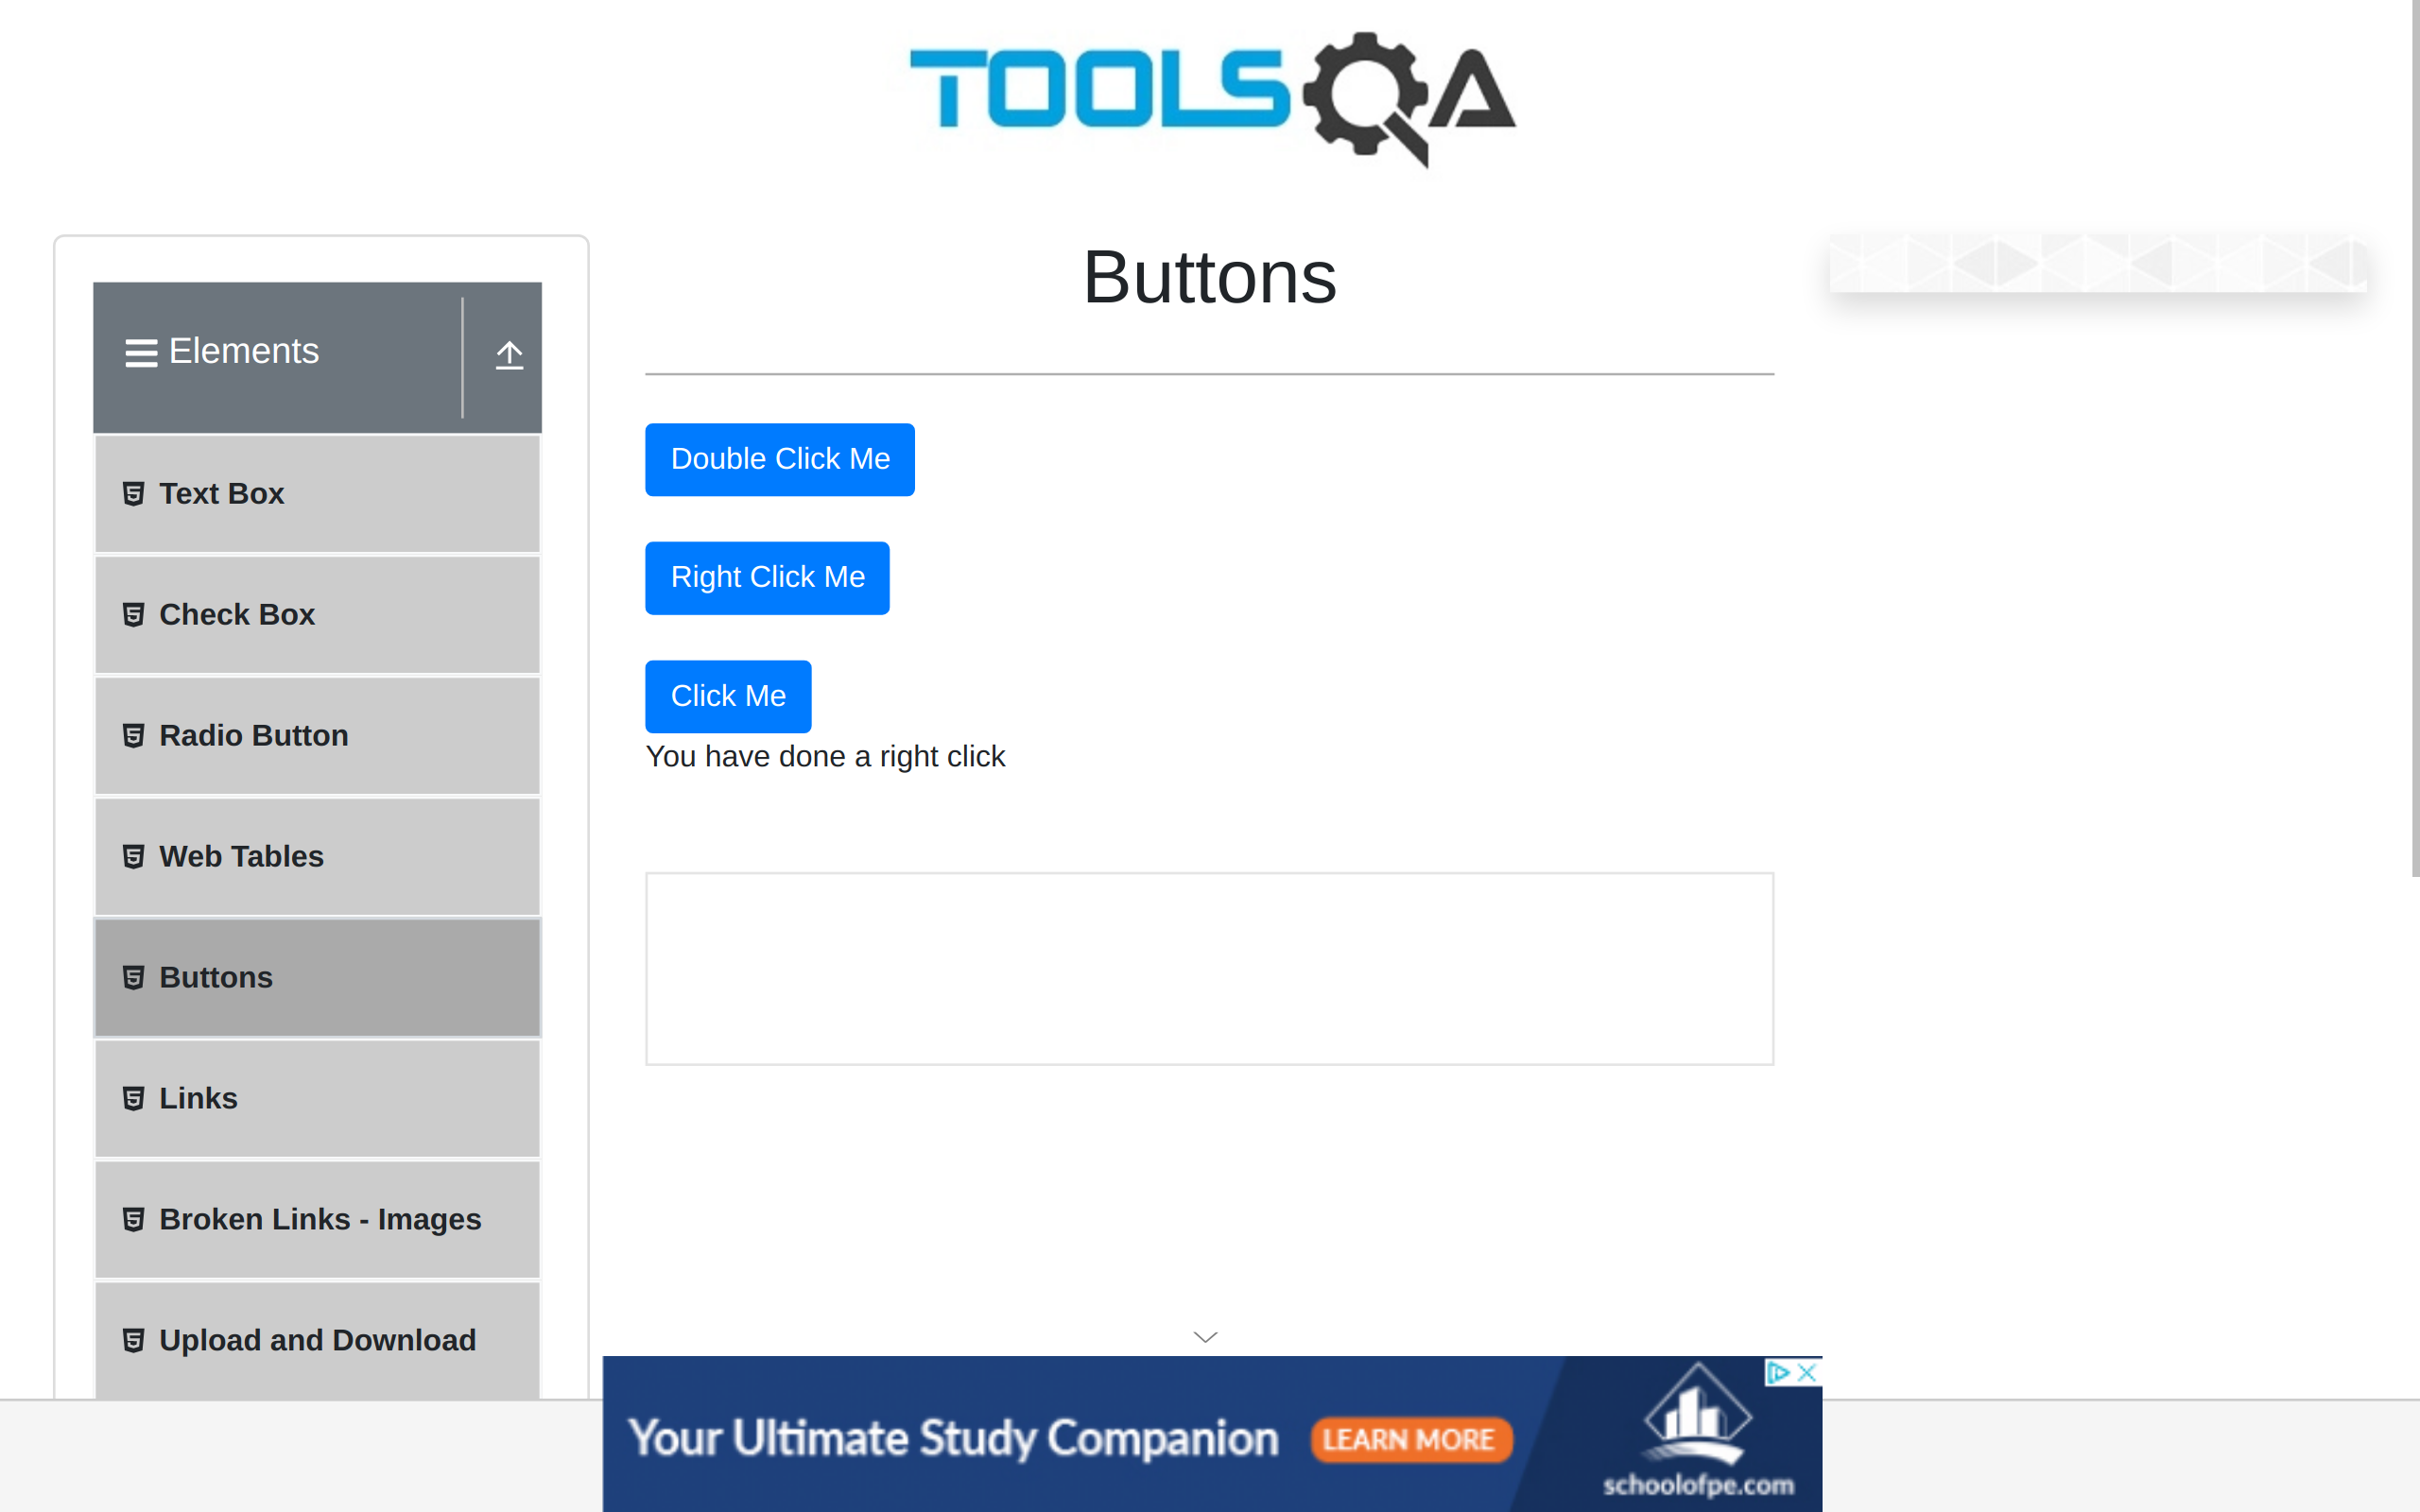 TOOLSQA
Buttons
Elements
Text Box
Check Box
Radio Button
Web Tables
Buttons
Links
Broken Links - Images
Upload and Download
Double Click Me
Right Click Me
Click Me
You have done a right click
Your Ultimate Study Companion
LEARN MORE
schoolofpe.com